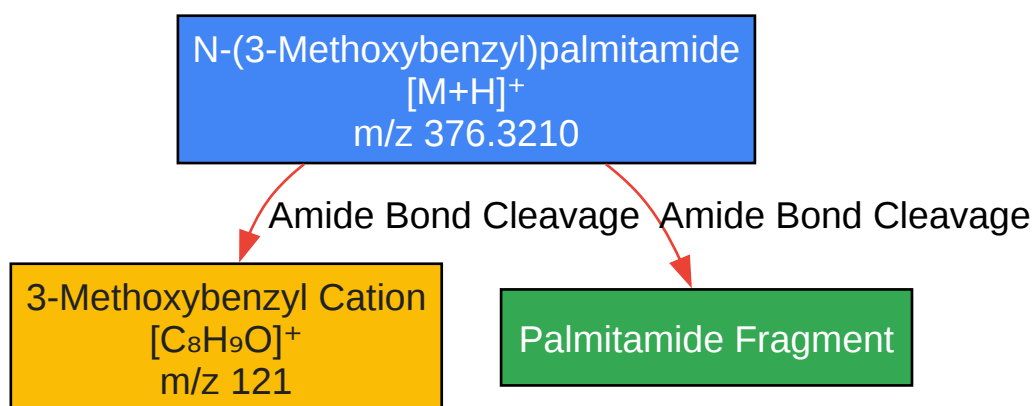 N-(3-Methoxybenzyl)palmitamide
[M+H]⁺
m/z 376.3210
Amide Bond Cleavage
Amide Bond Cleavage
3-Methoxybenzyl Cation
[C₈H₉O]⁺
m/z 121
Palmitamide Fragment